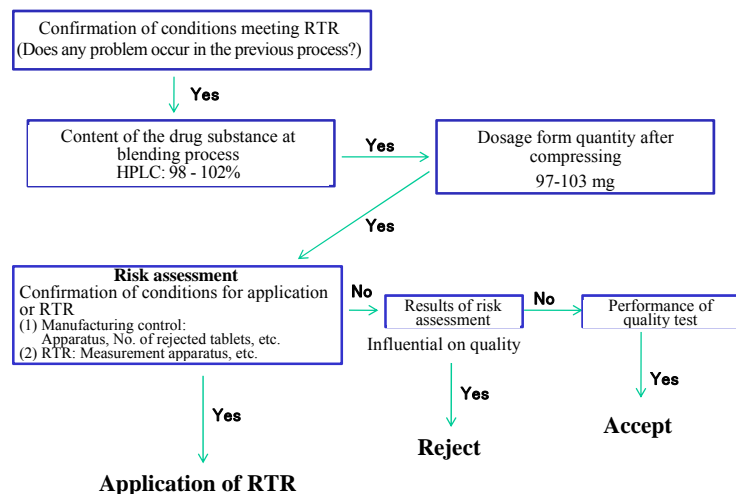 Confirmation of conditions meeting RTR
(Does any problem occur in the previous process?)
Yes
Content of the drug substance at
blending process
HPLC: 98 - 102%
Yes
Dosage form quantity after
compressing
97-103 mg
Yes
Risk assessment
Confirmation of conditions for application
or RTR
(1) Manufacturing control:
Apparatus, No. of rejected tablets, etc.
(2) RTR: Measurement apparatus, etc.
No
Results of risk
assessment
Influential on quality
No
Performance of
quality test
Yes
Yes
Yes
Application of RTR
Reject
Accept